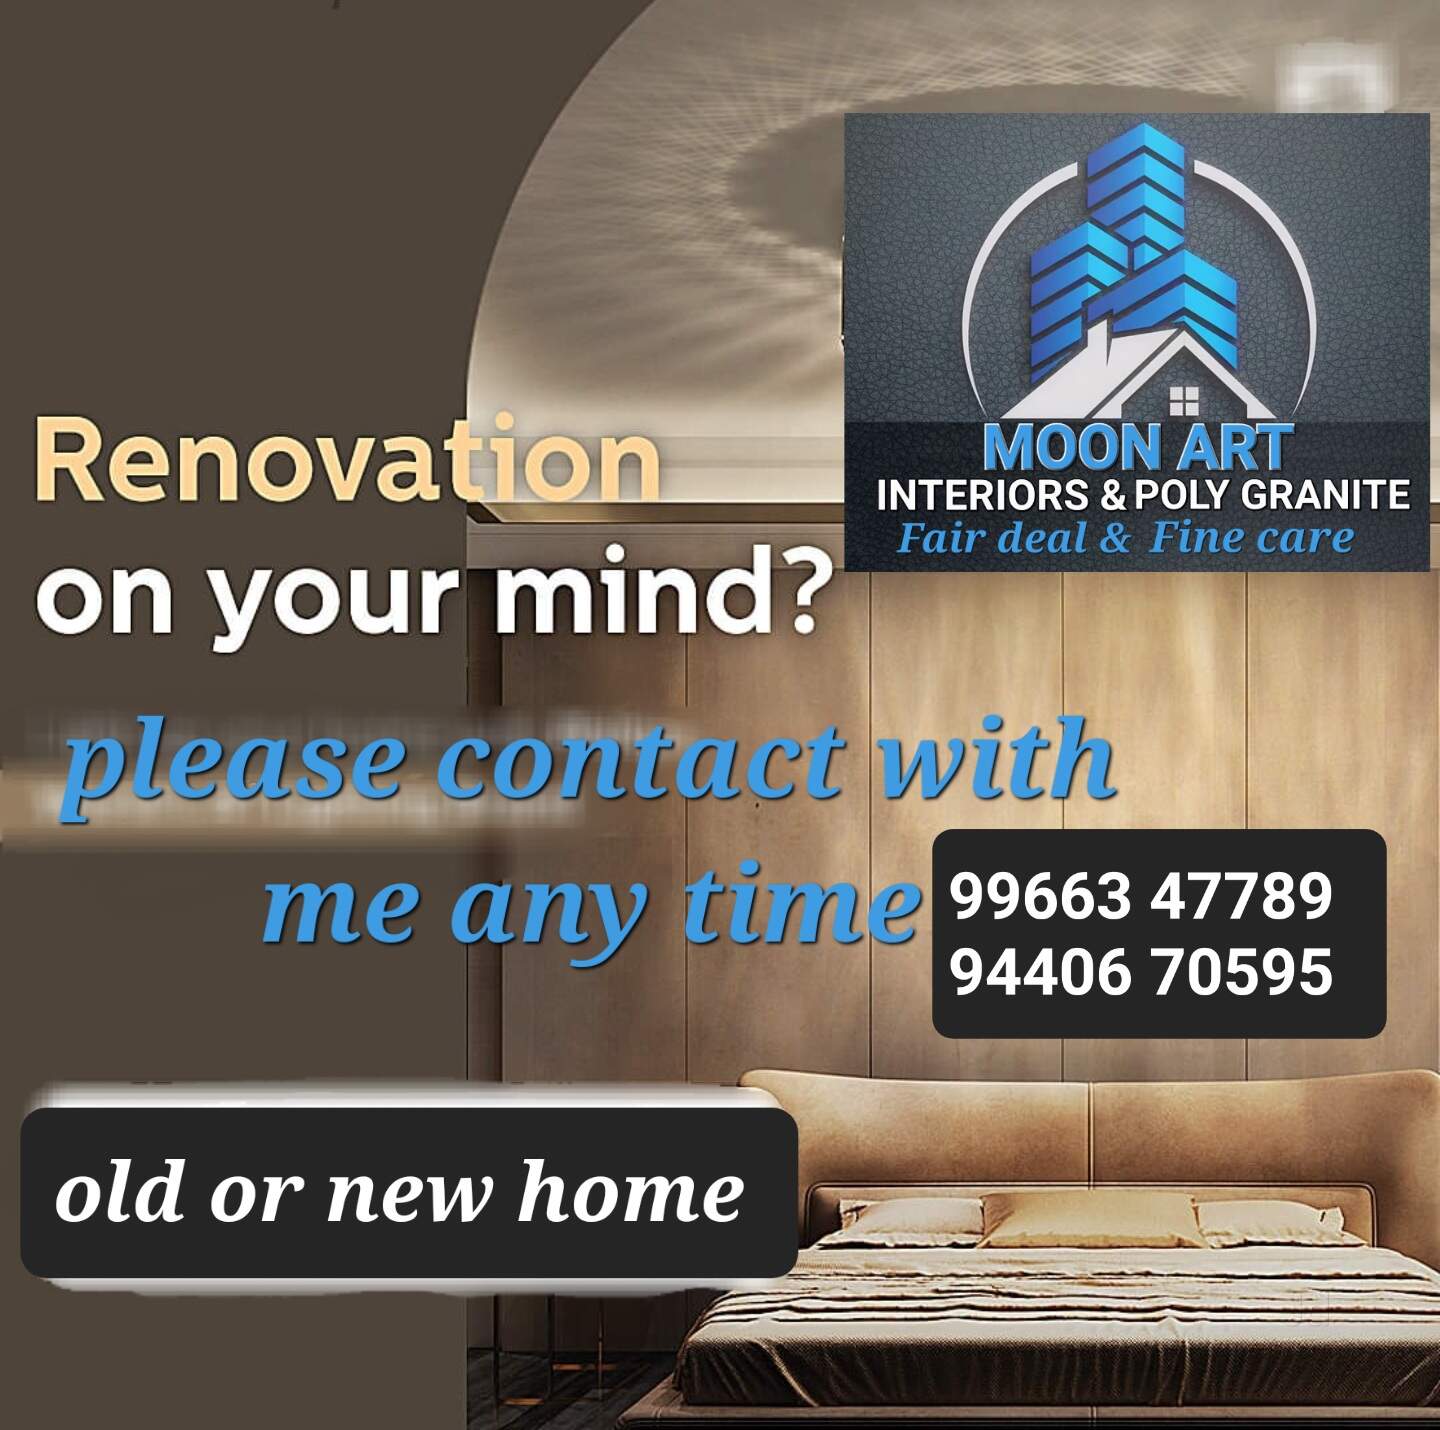 MOON ART
INTERIORS & POLY GRANITE
Fair deal & Fine care
Renovation
on your mind?
please contact with
me any time
99663 47789
94406 70595
old or new home